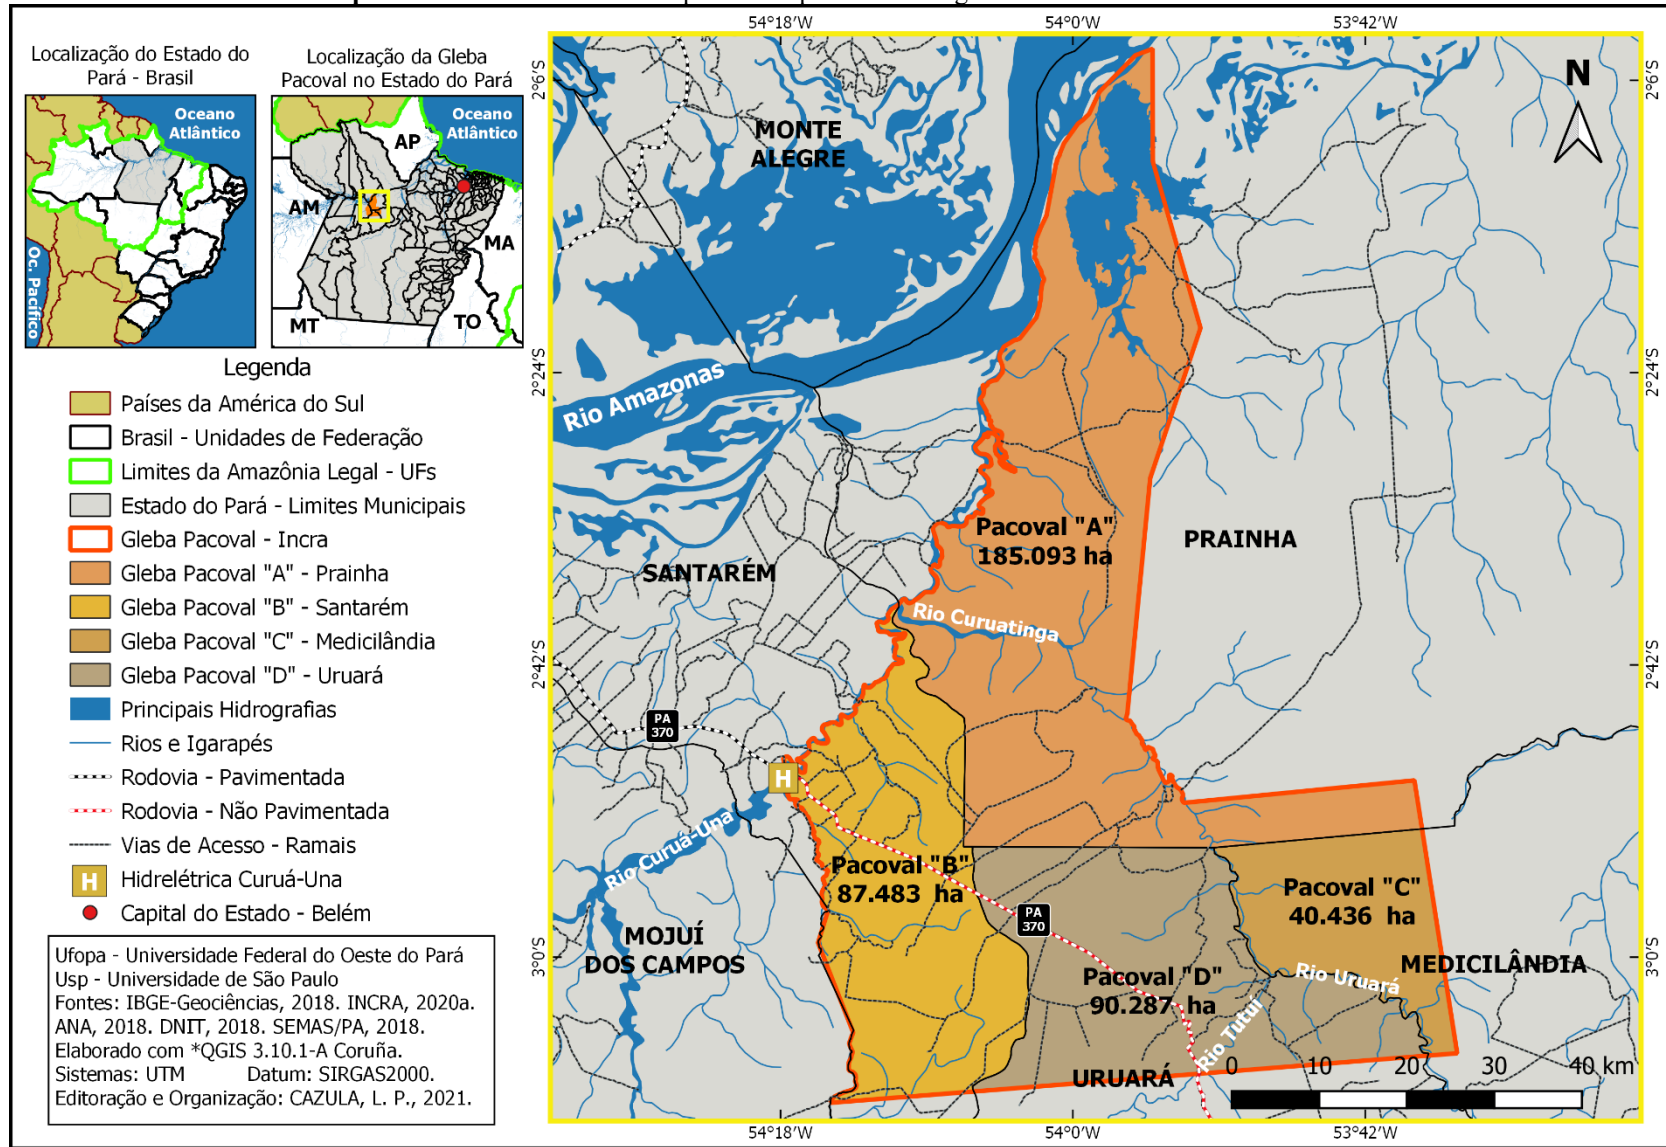 Localização do Estado do
Pará - Brasil
Oceano
Atlântico
Oc. Pacífico
Localização da Gleba
Pacoval no Estado do Pará
Oceano
Atlântico
AP
AM
MA
MT
TO
Legenda
Países da América do Sul
Brasil - Unidades de Federação
Limites da Amazônia Legal - UFs
Estado do Pará - Limites Municipais
Gleba Pacoval - Incra
Gleba Pacoval "A" - Prainha
Gleba Pacoval "B" - Santarém
Gleba Pacoval "C" - Medicilândia
Gleba Pacoval "D" - Uruará
Principais Hidrografias
Rios e Igarapés
Rodovia - Pavimentada
Rodovia - Não Pavimentada
Vias de Acesso - Ramais
H
Hidrelétrica Curuá-Una
Capital do Estado - Belém
Ufopa - Universidade Federal do Oeste do Pará
Usp - Universidade de São Paulo
Fontes: IBGE-Geociências, 2018. INCRA, 2020a.
ANA, 2018. DNIT, 2018. SEMAS/PA, 2018.
Elaborado com *QGIS 3.10.1-A Coruña.
Sistemas: UTM Datum: SIRGAS2000.
Editoração e Organização: CAZULA, L. P., 2021.
54°18'W
54°0'W
53°42'W
2°6'S
2°6'S
N
MONTE
ALEGRE
2°24'S
2°24'S
Rio Amazonas
Pacoval "A"
185.093 ha
PRAINHA
SANTARÉM
Rio Curuatinga
2°42'S
2°42'S
PA
370
H
Rio Curuá-Una
Pacoval "B"
87.483 ha
Pacoval "C"
40.436 ha
PA
370
MOJUÍ
DOS CAMPOS
3°0'S
3°0'S
MEDICILÂNDIA
Rio Uruará
Pacoval "D"
90.287 ha
Rio Tutuí
URUARÁ
0 10 20 30 40 km
54°18'W
54°0'W
53°42'W